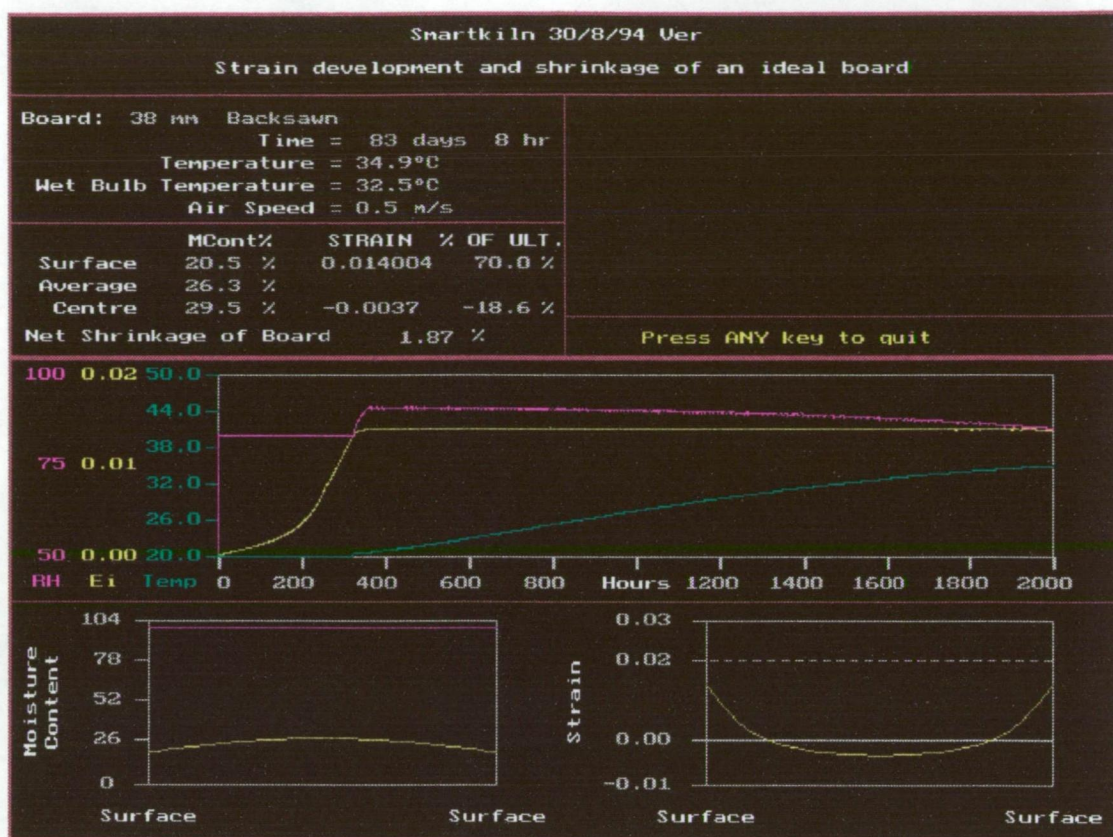 Smartkiln 30/8/94 Ver
Strain development and shrinkage of an ideal board
Board: 38 mm Backsawn
Time = 83 days 8 hr
Temperature = 34.9°C
Wet Bulb Temperature = 32.5°C
Air Speed = 0.5 m/s
MCont% STRAIN % OF ULT.
Surface 20.5 % 0.014004 70.0 %
Average 26.3 %
Centre 29.5 % -0.0037 -18.6 %
Net Shrinkage of Board 1.87 %
Press ANY key to quit
100 0.02 50.0
44.0
38.0
75 0.01
32.0
26.0
50 0.00 20.0
RH Ei Temp 0 200 400 600 800 Hours 1200 1400 1600 1800 2000
Moisture Content
104
78
52
26
0
Surface Surface
Strain
0.03
0.02
0.00
-0.01
Surface Surface